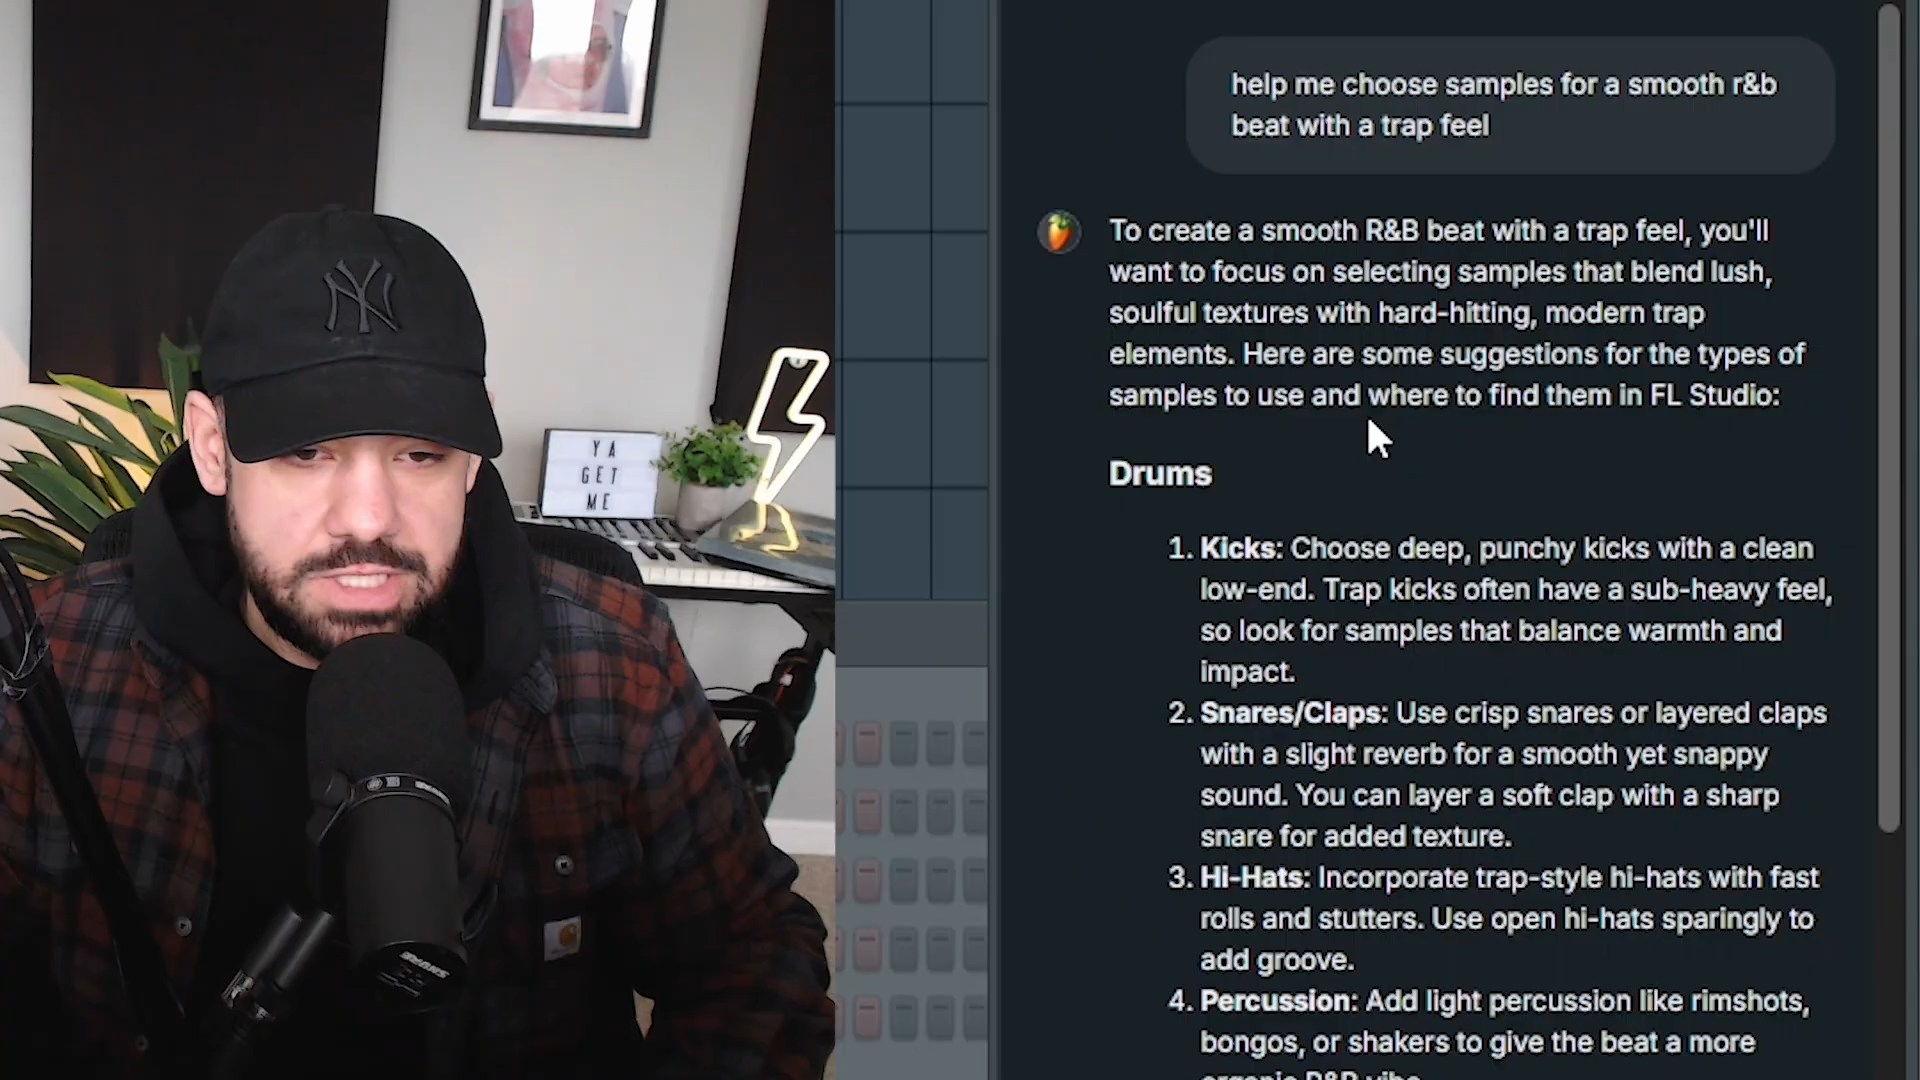 help me choose samples for a smooth r&b
beat with a trap feel
To create a smooth R&B beat with a trap feel, you'll
want to focus on selecting samples that blend lush,
soulful textures with hard-hitting, modern trap
elements. Here are some suggestions for the types of
samples to use and where to find them in FL Studio:
Drums
1. Kicks: Choose deep, punchy kicks with a clean
low-end. Trap kicks often have a sub-heavy feel,
so look for samples that balance warmth and
impact.
2. Snares/Claps: Use crisp snares or layered claps
with a slight reverb for a smooth yet snappy
sound. You can layer a soft clap with a sharp
snare for added texture.
3. Hi-Hats: Incorporate trap-style hi-hats with fast
rolls and stutters. Use open hi-hats sparingly to
add groove.
4. Percussion: Add light percussion like rimshots,
bongos, or shakers to give the beat a more
organic R&B vibe.
NY
YA
GET
ME
SHURE